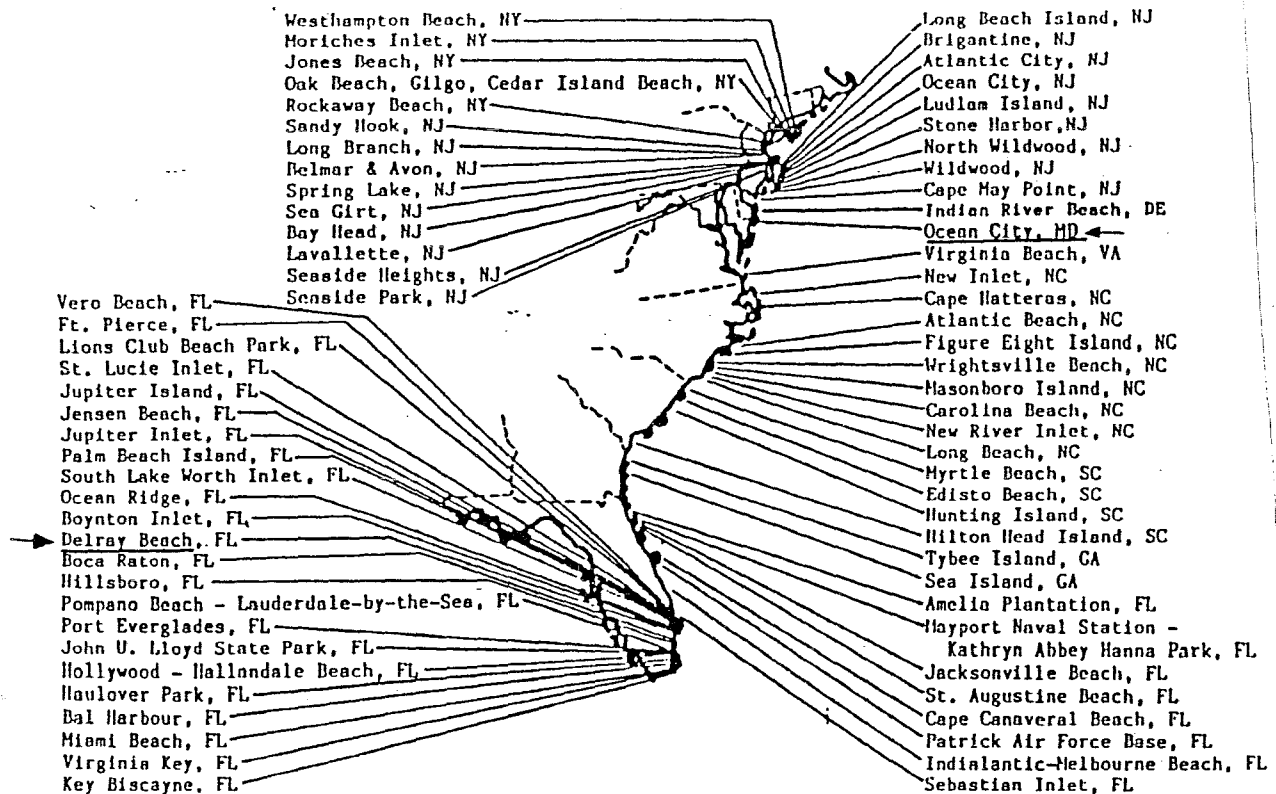 Westhampton Beach, NY
Moriches Inlet, NY
Jones Beach, NY
Oak Beach, Gilgo, Cedar Island Beach, NY
Rockaway Beach, NY
Sandy Hook, NJ
Long Branch, NJ
Belmar & Avon, NJ
Spring Lake, NJ
Sea Girt, NJ
Bay Head, NJ
Lavallette, NJ
Seaside Heights, NJ
Seaside Park, NJ
Vero Beach, FL
Ft. Pierce, FL
Lions Club Beach Park, FL
St. Lucie Inlet, FL
Jupiter Island, FL
Jensen Beach, FL
Jupiter Inlet, FL
Palm Beach Island, FL
South Lake Worth Inlet, FL
Ocean Ridge, FL
Boynton Inlet, FL
Delray Beach, FL
Boca Raton, FL
Hillsboro, FL
Pompano Beach - Lauderdale-by-the-Sea, FL
Port Everglades, FL
John U. Lloyd State Park, FL
Hollywood - Hallandale Beach, FL
Haulover Park, FL
Bal Harbour, FL
Miami Beach, FL
Virginia Key, FL
Key Biscayne, FL
Long Beach Island, NJ
Brigantine, NJ
Atlantic City, NJ
Ocean City, NJ
Ludlam Island, NJ
Stone Harbor, NJ
North Wildwood, NJ
Wildwood, NJ
Cape May Point, NJ
Indian River Beach, DE
Ocean City, MD
Virginia Beach, VA
New Inlet, NC
Cape Hatteras, NC
Atlantic Beach, NC
Figure Eight Island, NC
Wrightsville Beach, NC
Masonboro Island, NC
Carolina Beach, NC
New River Inlet, NC
Long Beach, NC
Myrtle Beach, SC
Edisto Beach, SC
Hunting Island, SC
Hilton Head Island, SC
Tybee Island, GA
Sea Island, GA
Amelia Plantation, FL
Mayport Naval Station -
Kathryn Abbey Hanna Park, FL
Jacksonville Beach, FL
St. Augustine Beach, FL
Cape Canaveral Beach, FL
Patrick Air Force Base, FL
Indialantic-Melbourne Beach, FL
Sebastian Inlet, FL